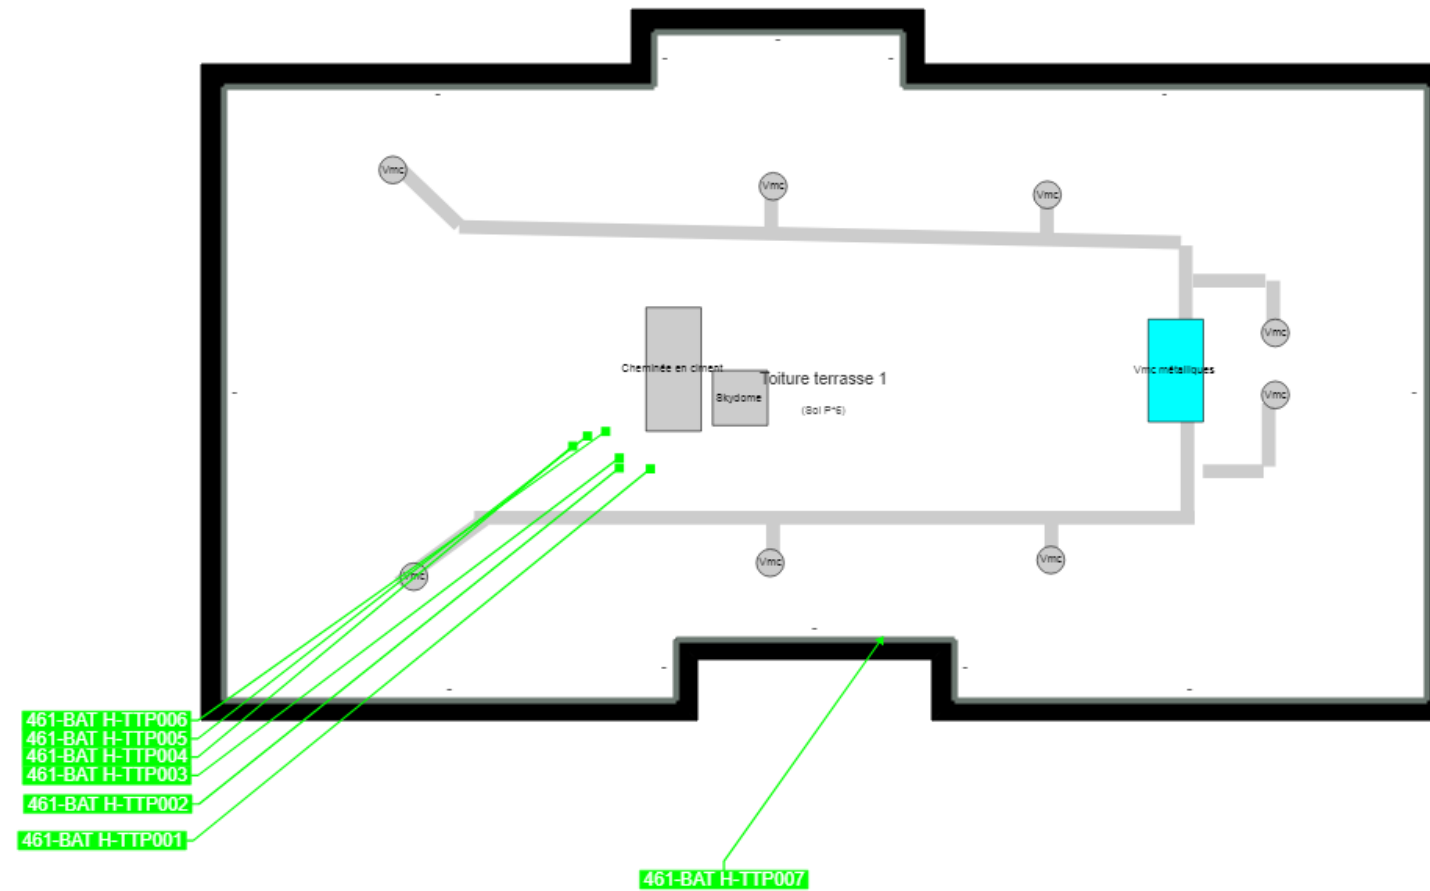 Vmc
Vmc
Vmc
Vmc
Cheminée en ciment
Vmc métalliques
Toiture terrasse 1
Skydome
Vmc
(Sol P*6)
Vmc
Vmc
Vmc
461-BAT H-TTP006
461-BAT H-TTP005
461-BAT H-TTP004
461-BAT H-TTP003
461-BAT H-TTP002
461-BAT H-TTP001
461-BAT H-TTP007